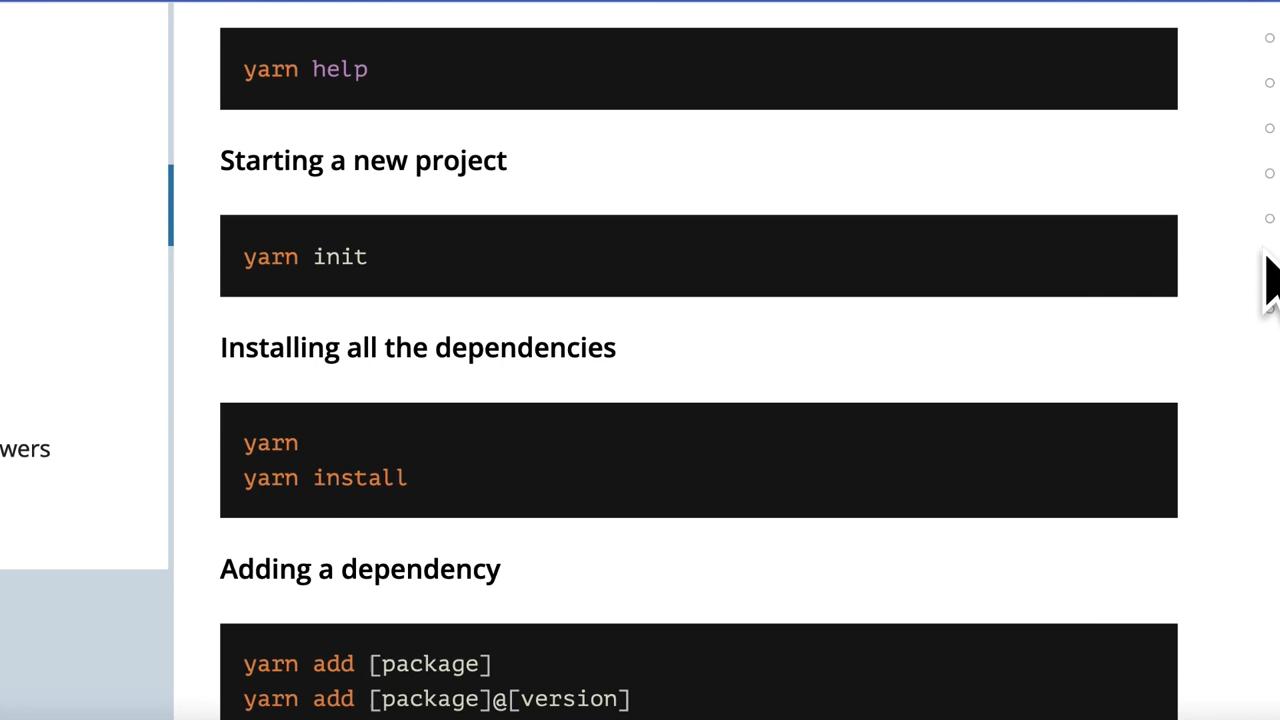 yarn help
Starting a new project
yarn init
Installing all the dependencies
yarn
yarn install
wers
Adding a dependency
yarn add [package]
yarn add [package]@[version]